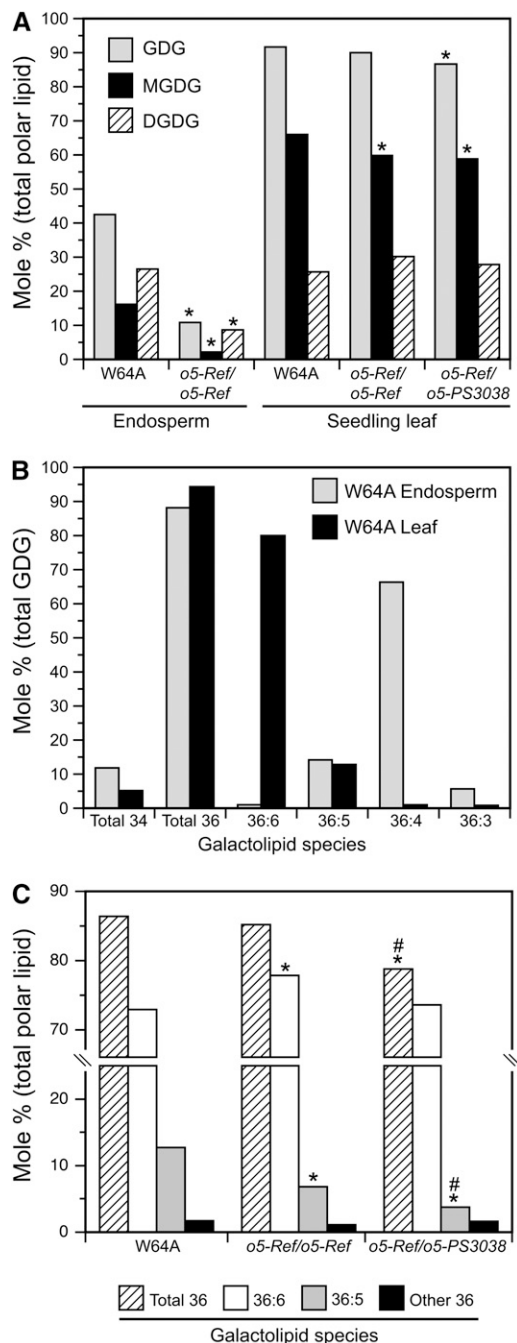 A
Mole % (total polar lipid)
100
90
80
70
60
50
40
30
20
10
0
GDG
MGDG
DGDG
*
*
*
*
*
*
W64A
o5-Ref/
o5-Ref
W64A
o5-Ref/
o5-Ref
o5-Ref/
o5-PS3038
Endosperm
Seedling leaf
B
Mole % (total GDG)
100
90
80
70
60
50
40
30
20
10
0
W64A Endosperm
W64A Leaf
Total 34
Total 36
36:6
36:5
36:4
36:3
Galactolipid species
C
Mole % (total polar lipid)
90
80
70
20
10
0
*
*
#
*
#
*
W64A
o5-Ref/o5-Ref
o5-Ref/o5-PS3038
Total 36
36:6
36:5
Other 36
Galactolipid species